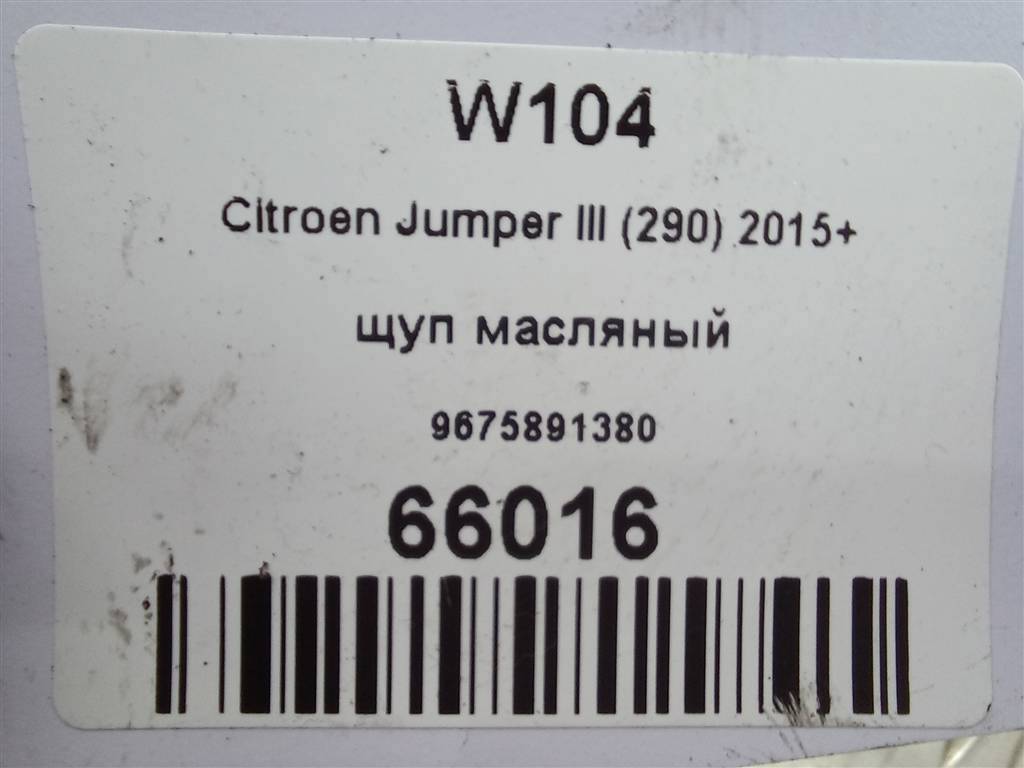 W104
Citroen Jumper III (290) 2015+
щуп масляный
9675891380
66016